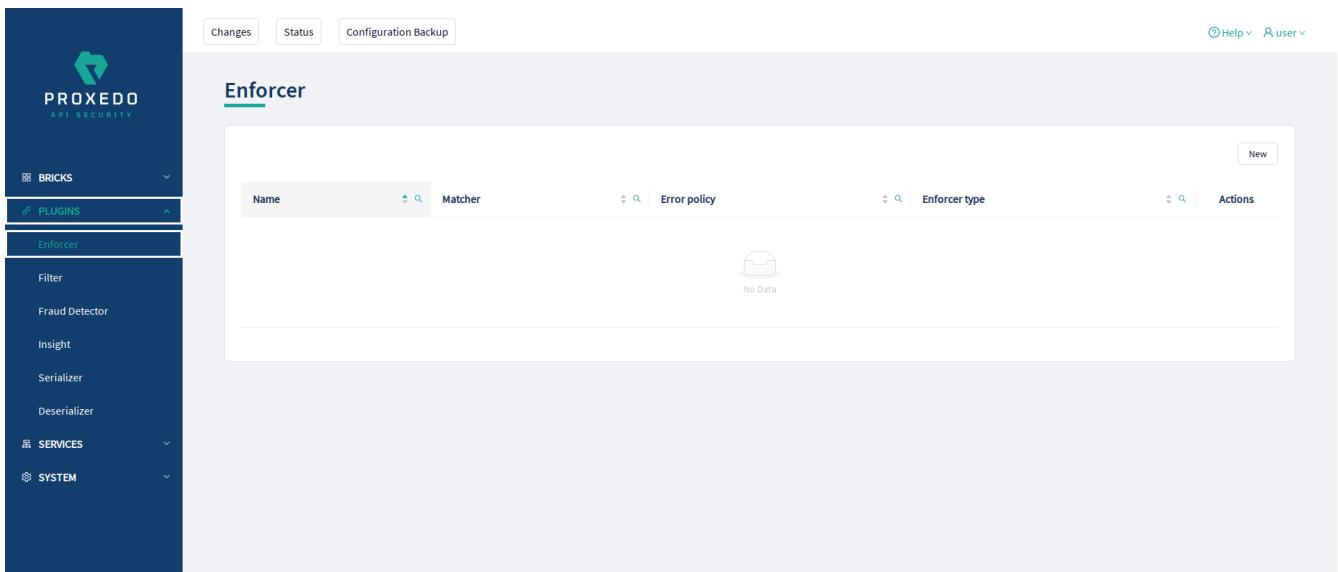 Changes Status Configuration Backup Help user
PROXEDO
API SECURITY
BRICKS
PLUGINS
Enforcer
Filter
Fraud Detector
Insight
Serializer
Deserializer
SERVICES
SYSTEM
Enforcer
New
Name Matcher Error policy Enforcer type Actions
No Data